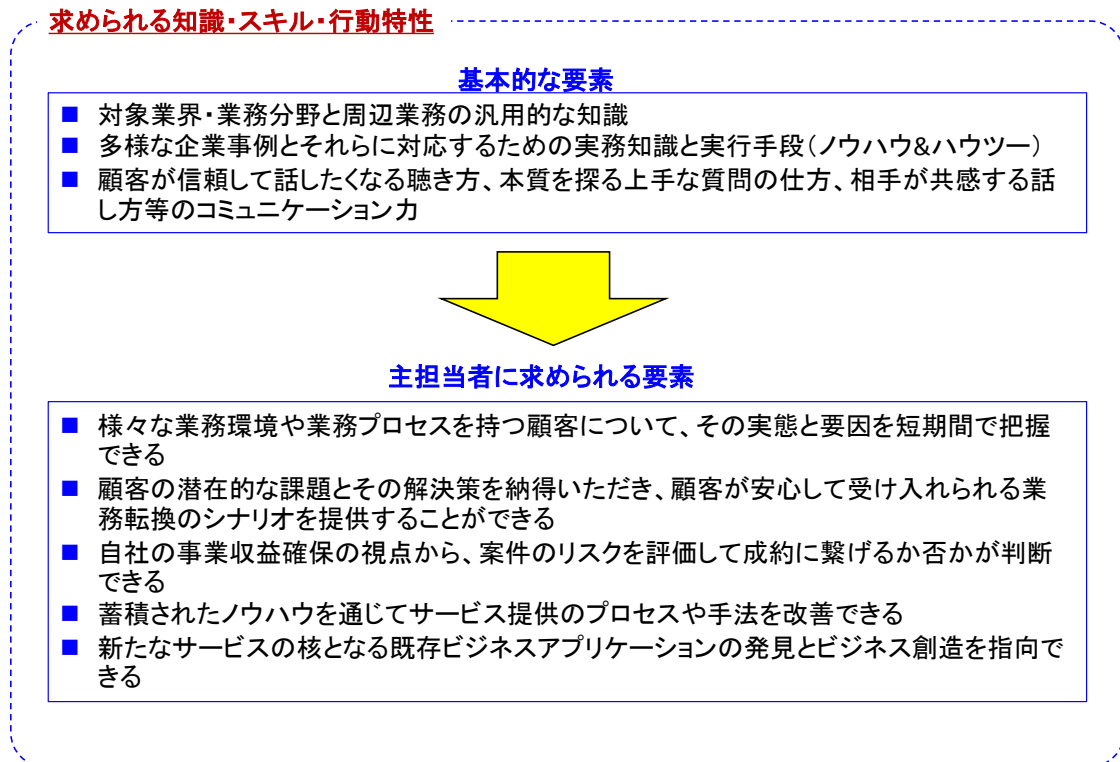 求められる知識・スキル・行動特性
基本的な要素
■ 対象業界・業務分野と周辺業務の汎用的な知識
■ 多様な企業事例とそれらに対応するための実務知識と実行手段(ノウハウ&ハウツー)
■ 顧客が信頼して話したくなる聴き方、本質を探る上手な質問の仕方、相手が共感する話
し方等のコミュニケーション力
主担当者に求められる要素
■ 様々な業務環境や業務プロセスを持つ顧客について、その実態と要因を短期間で把握
できる
■ 顧客の潜在的な課題とその解決策を納得いただき、顧客が安心して受け入れられる業
務転換のシナリオを提供することができる
■ 自社の事業収益確保の視点から、案件のリスクを評価して成約に繋げるか否かが判断
できる
■ 蓄積されたノウハウを通じてサービス提供のプロセスや手法を改善できる
■ 新たなサービスの核となる既存ビジネスアプリケーションの発見とビジネス創造を指向で
きる